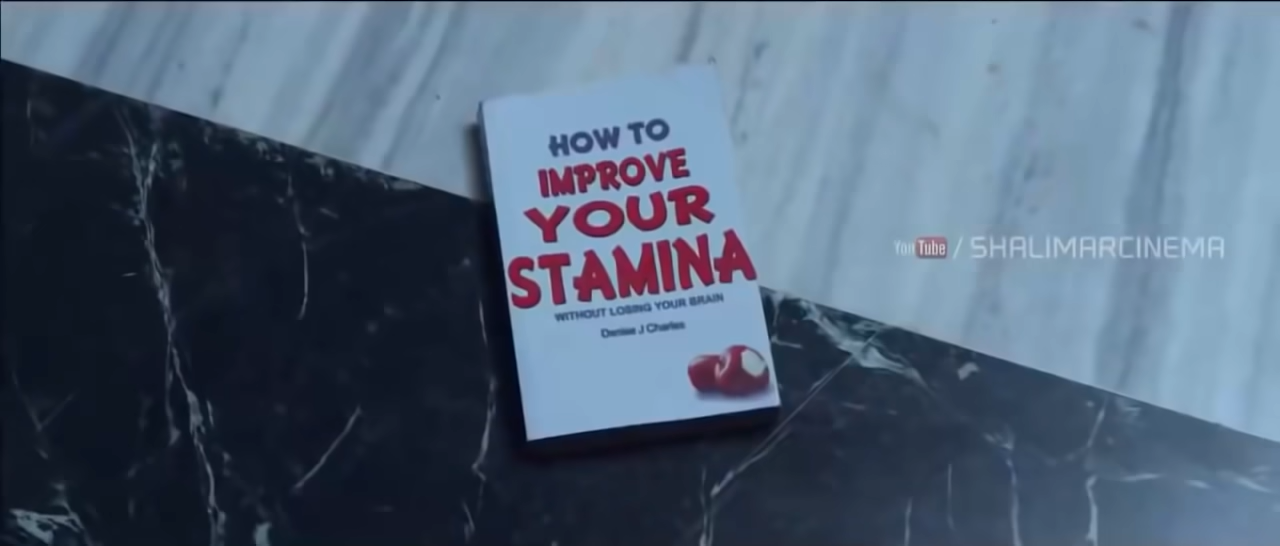 HOW TO
IMPROVE
YOUR
STAMINA
WITHOUT LOSING YOUR BRAIN
Denise J Charles
YouTube / SHALIMARCINEMA